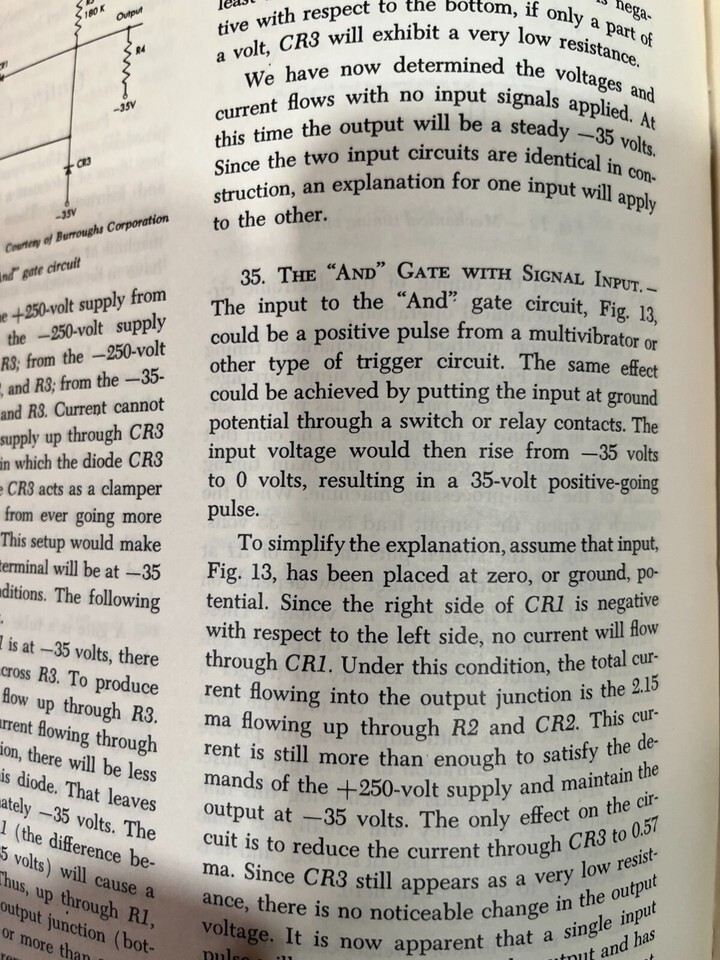 180 K
Output
R4
-35V
CR3
-35V
Courtesy of Burroughs Corporation
gate circuit
+250-volt supply from
the −250-volt supply
R3; from the −250-volt
, and R3; from the −35-
and R3. Current cannot
supply up through CR3
in which the diode CR3
CR3 acts as a clamper
from ever going more
This setup would make
terminal will be at −35
The following
is at −35 volts, there
across R3. To produce
flow up through R3.
flowing through
there will be less
diode. That leaves
−35 volts. The
1 (the difference be-
5 volts) will cause a
up through R1,
output junction (bot-
or more than
tive with respect to the bottom, if only a part of
a volt, CR3 will exhibit a very low resistance.
We have now determined the voltages and
current flows with no input signals applied. At
this time the output will be a steady −35 volts.
Since the two input circuits are identical in con-
struction, an explanation for one input will apply
to the other.
35. THE “AND” GATE WITH SIGNAL INPUT. –
The input to the “And” gate circuit, Fig. 13,
could be a positive pulse from a multivibrator or
other type of trigger circuit. The same effect
could be achieved by putting the input at ground
potential through a switch or relay contacts. The
input voltage would then rise from −35 volts
to 0 volts, resulting in a 35-volt positive-going
pulse.
To simplify the explanation, assume that input,
Fig. 13, has been placed at zero, or ground, po-
tential. Since the right side of CR1 is negative
with respect to the left side, no current will flow
through CR1. Under this condition, the total cur-
rent flowing into the output junction is the 2.15
ma flowing up through R2 and CR2. This cur-
rent is still more than enough to satisfy the de-
mands of the +250-volt supply and maintain the
output at −35 volts. The only effect on the cir-
cuit is to reduce the current through CR3 to 0.57
ma. Since CR3 still appears as a very low resist-
ance, there is no noticeable change in the output
voltage. It is now apparent that a single input
and has